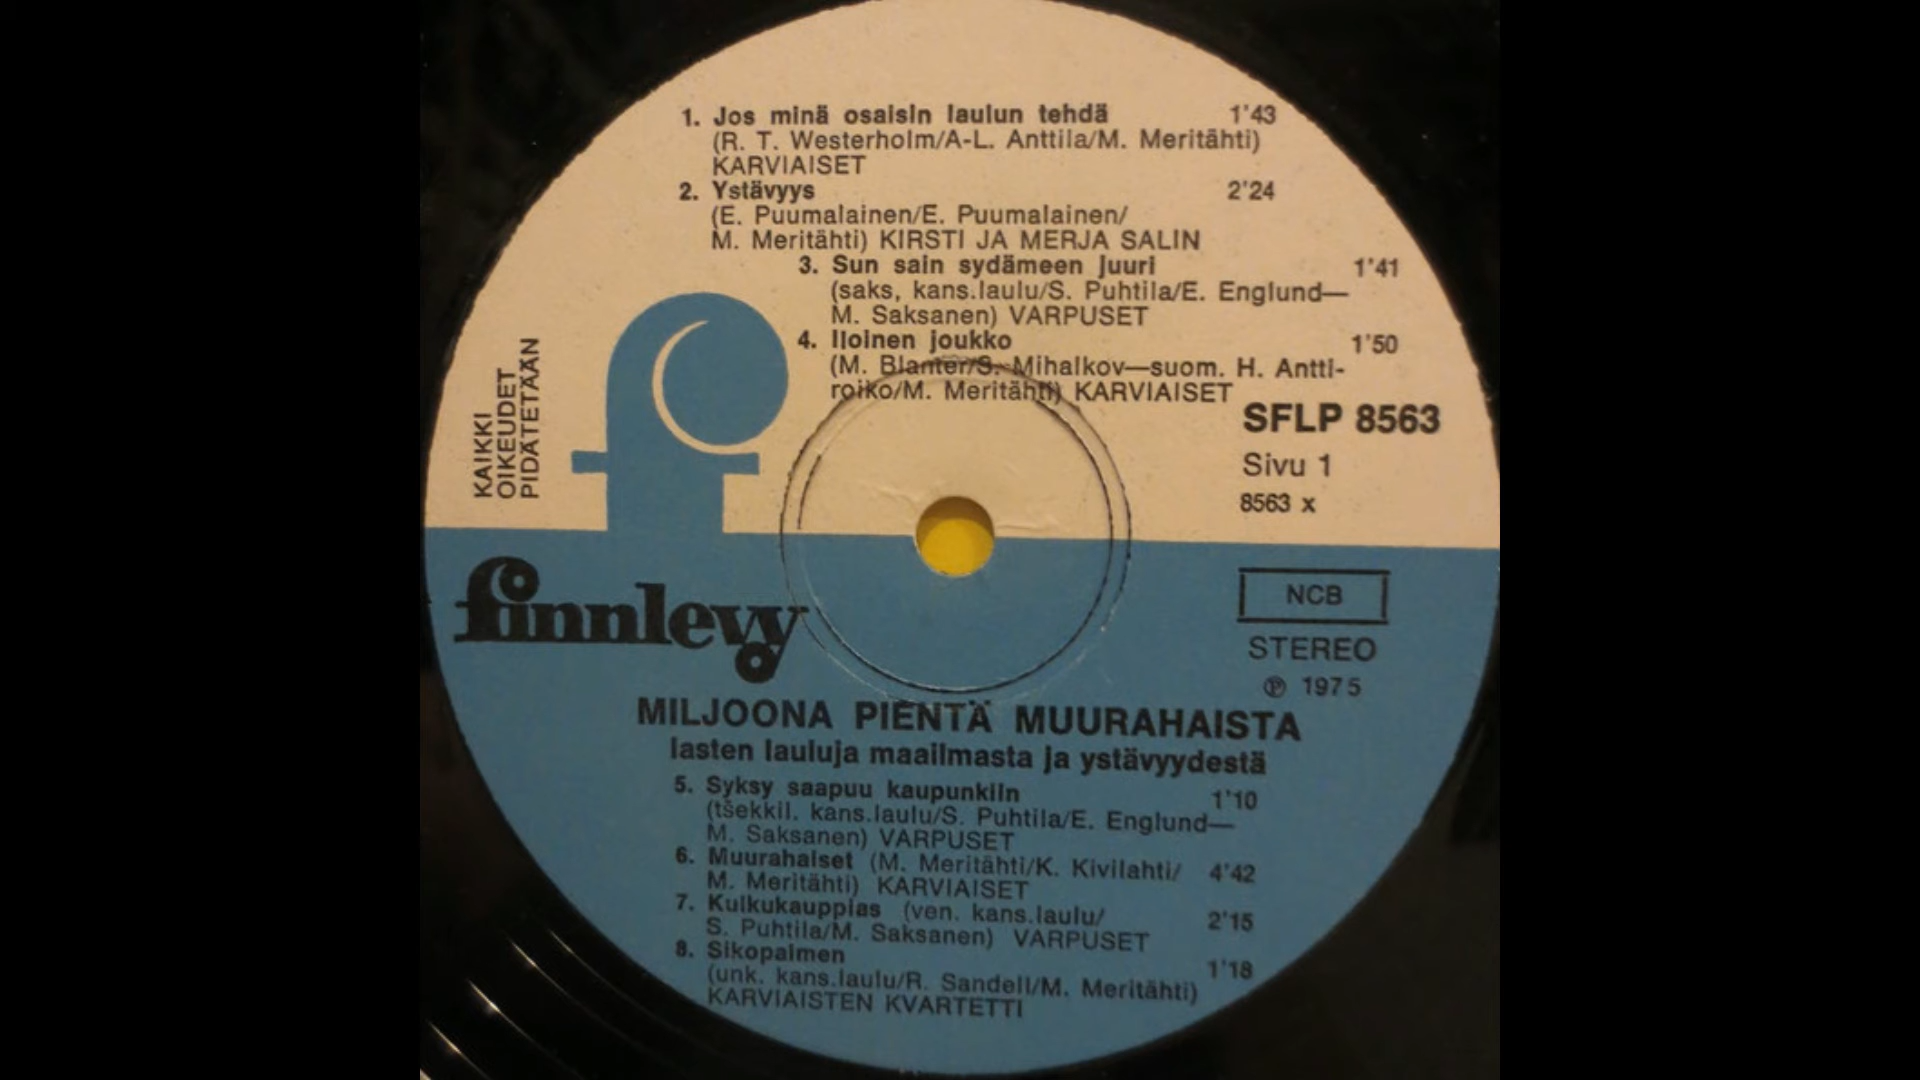 1. Jos minä osaisin laulun tehdä 1'43
(R. T. Westerholm/A-L. Anttila/M. Meritähti)
KARVIAISET
2. Ystävyys 2'24
(E. Puumalainen/E. Puumalainen/
M. Meritähti) KIRSTI JA MERJA SALIN
3. Sun sain sydämeen juuri 1'41
(saks, kans.laulu/S. Puhtila/E. Englund—
M. Saksanen) VARPUSET
4. Iloinen joukko 1'50
(M. Blanter/S. Mihalkov—suom. H. Antti-
roiko/M. Meritähti) KARVIAISET
KAIKKI
OIKEUDET
PIDÄTETÄÄN
SFLP 8563
Sivu 1
8563 x
f
finnlevy
NCB
STEREO
℗ 1975
MILJOONA PIENTÄ MUURAHAISTA
lasten lauluja maailmasta ja ystävyydestä
5. Syksy saapuu kaupunkiin 1'10
(tšekkil. kans.laulu/S. Puhtila/E. Englund—
M. Saksanen) VARPUSET
6. Muurahaiset (M. Meritähti/K. Kivilahti/ 4'42
M. Meritähti) KARVIAISET
7. Kulkukauppias (ven. kans.laulu/ 2'15
S. Puhtila/M. Saksanen) VARPUSET
8. Sikopaimen 1'18
(unk. kans.laulu/R. Sandell/M. Meritähti)
KARVIAISTEN KVARTETTI